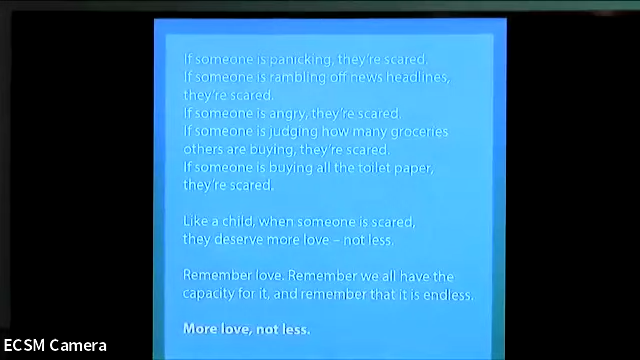 If someone is panicking, they're scared.
If someone is rambling off news headlines,
they're scared.
If someone is angry, they're scared.
If someone is judging how many groceries
others are buying, they're scared.
If someone is buying all the toilet paper,
they're scared.
Like a child, when someone is scared,
they deserve more love – not less.
Remember love. Remember we all have the
capacity for it, and remember that it is endless.
More love, not less.
ECSM Camera